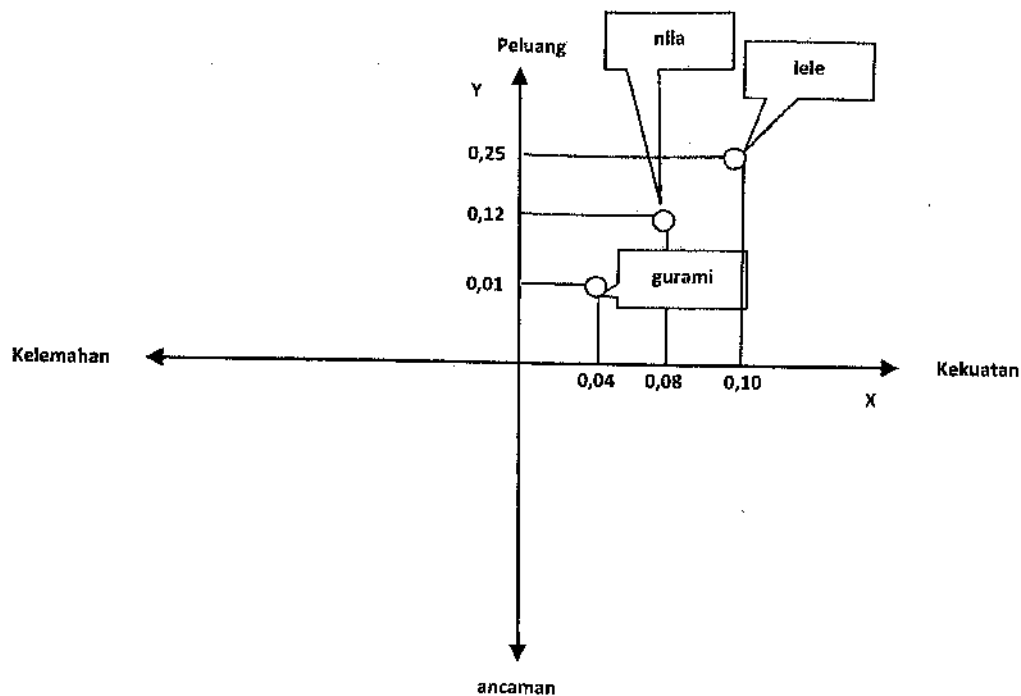 nila
Peluang
lele
Y
0,25
0,12
gurami
0,01
Kelemahan
Kekuatan
0,04
0,08
0,10
X
ancaman